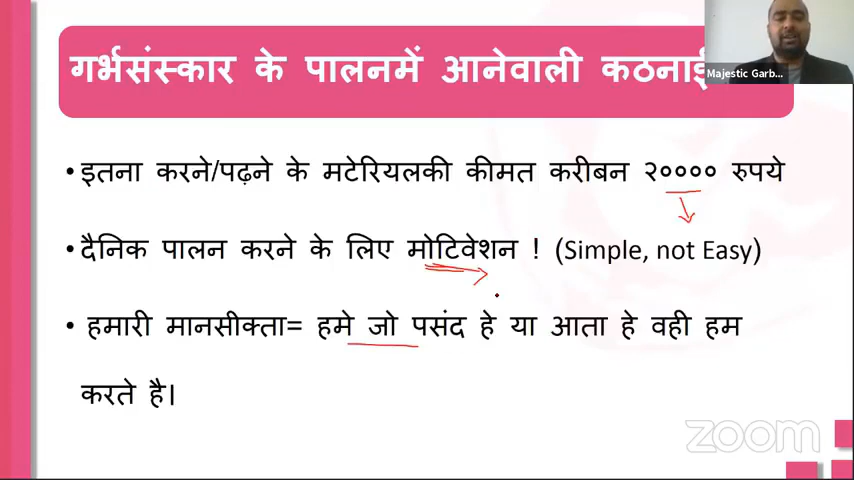 गर्भसंस्कार के पालनमें आनेवाली
Majestic Garb...
•इतना करने/पढ़ने के मटेरियलकी कीमत करीबन २०००० रुपये
•दैनिक पालन करने के लिए मोटिवेशन ! (Simple, not Easy)
• हमारी मानसीक्ता= हमे जो पसंद हे या आता हे वही हम
करते है।
zoom